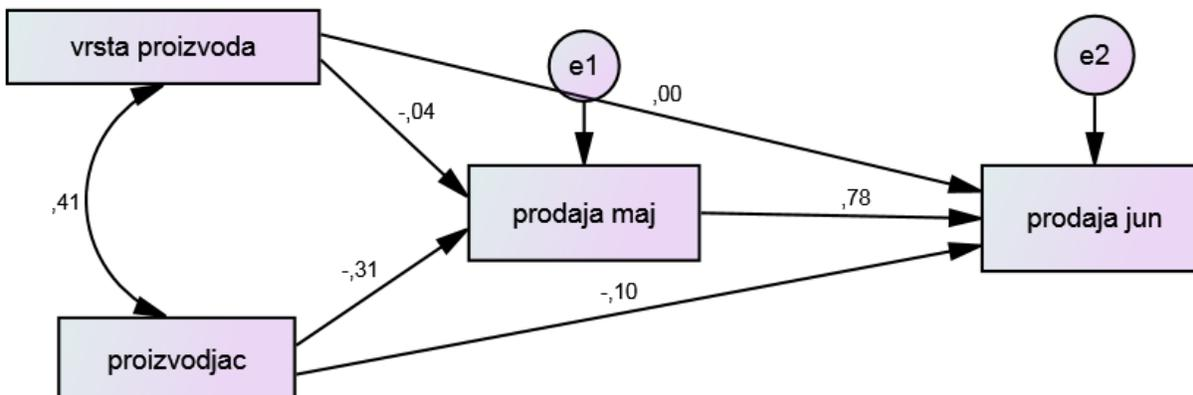 vrsta proizvoda
e1
e2
,00
-,04
,41
prodaja maj
,78
prodaja jun
-,31
-,10
proizvodjac